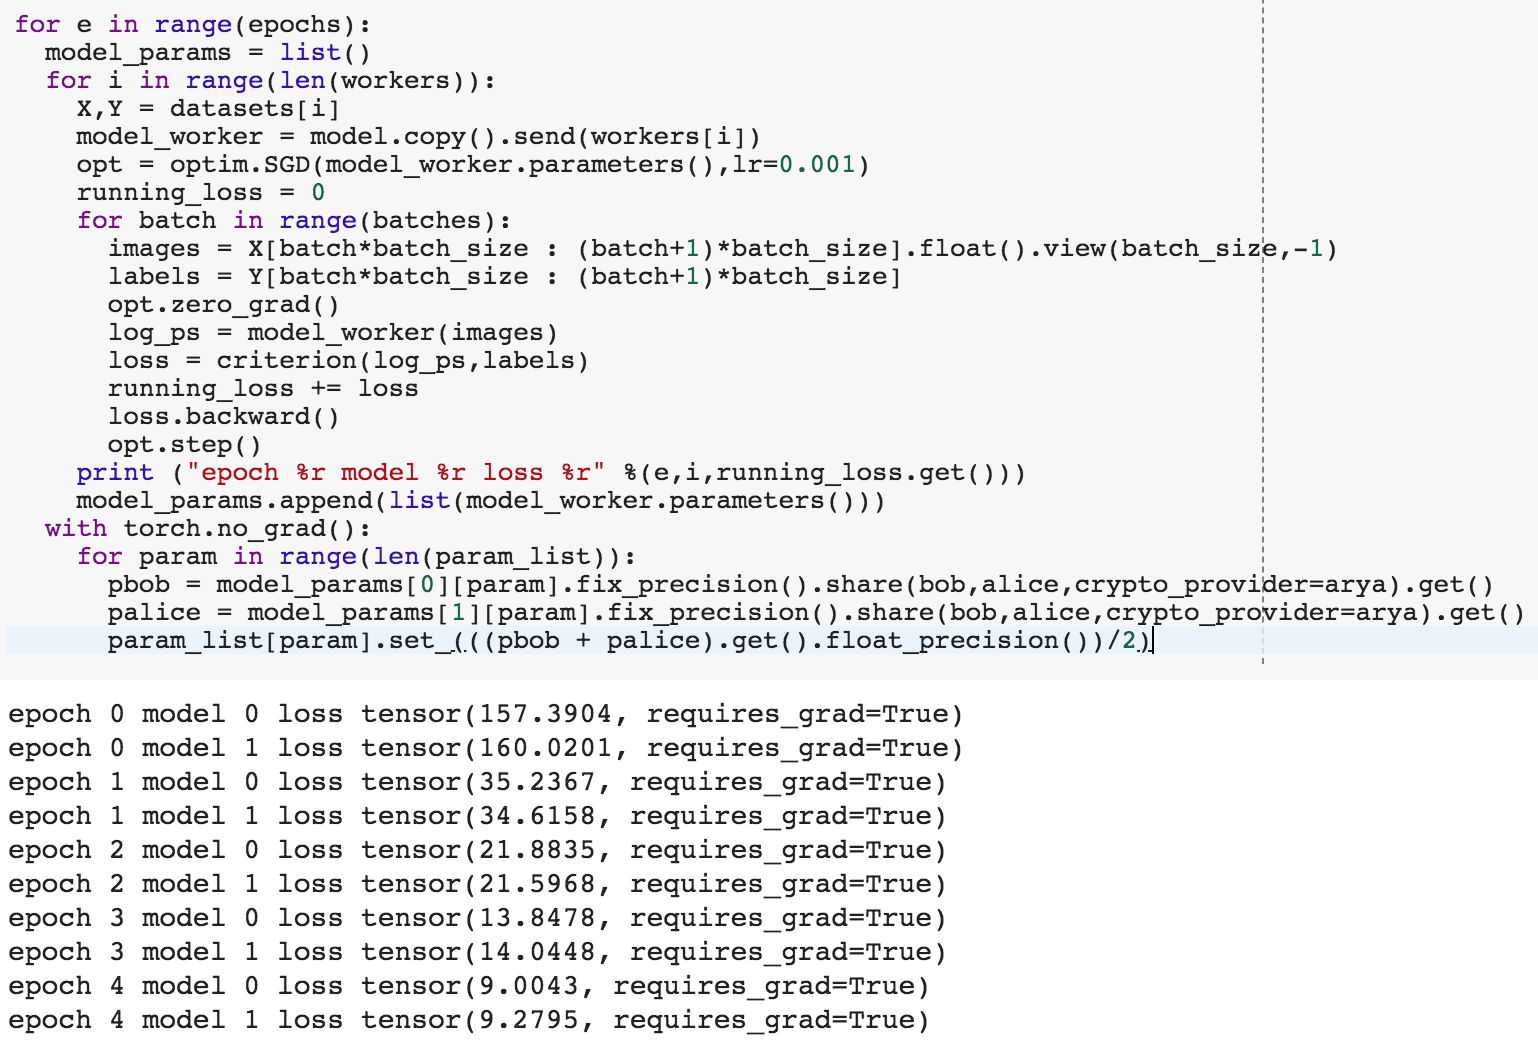 for e in range(epochs):
  model_params = list()
  for i in range(len(workers)):
    X,Y = datasets[i]
    model_worker = model.copy().send(workers[i])
    opt = optim.SGD(model_worker.parameters(),lr=0.001)
    running_loss = 0
    for batch in range(batches):
      images = X[batch*batch_size : (batch+1)*batch_size].float().view(batch_size,-1)
      labels = Y[batch*batch_size : (batch+1)*batch_size]
      opt.zero_grad()
      log_ps = model_worker(images)
      loss = criterion(log_ps,labels)
      running_loss += loss
      loss.backward()
      opt.step()
    print ("epoch %r model %r loss %r" %(e,i,running_loss.get()))
    model_params.append(list(model_worker.parameters()))
  with torch.no_grad():
    for param in range(len(param_list)):
      pbob = model_params[0][param].fix_precision().share(bob,alice,crypto_provider=arya).get()
      palice = model_params[1][param].fix_precision().share(bob,alice,crypto_provider=arya).get()
      param_list[param].set_(((pbob + palice).get().float_precision())/2)
epoch 0 model 0 loss tensor(157.3904, requires_grad=True)
epoch 0 model 1 loss tensor(160.0201, requires_grad=True)
epoch 1 model 0 loss tensor(35.2367, requires_grad=True)
epoch 1 model 1 loss tensor(34.6158, requires_grad=True)
epoch 2 model 0 loss tensor(21.8835, requires_grad=True)
epoch 2 model 1 loss tensor(21.5968, requires_grad=True)
epoch 3 model 0 loss tensor(13.8478, requires_grad=True)
epoch 3 model 1 loss tensor(14.0448, requires_grad=True)
epoch 4 model 0 loss tensor(9.0043, requires_grad=True)
epoch 4 model 1 loss tensor(9.2795, requires_grad=True)